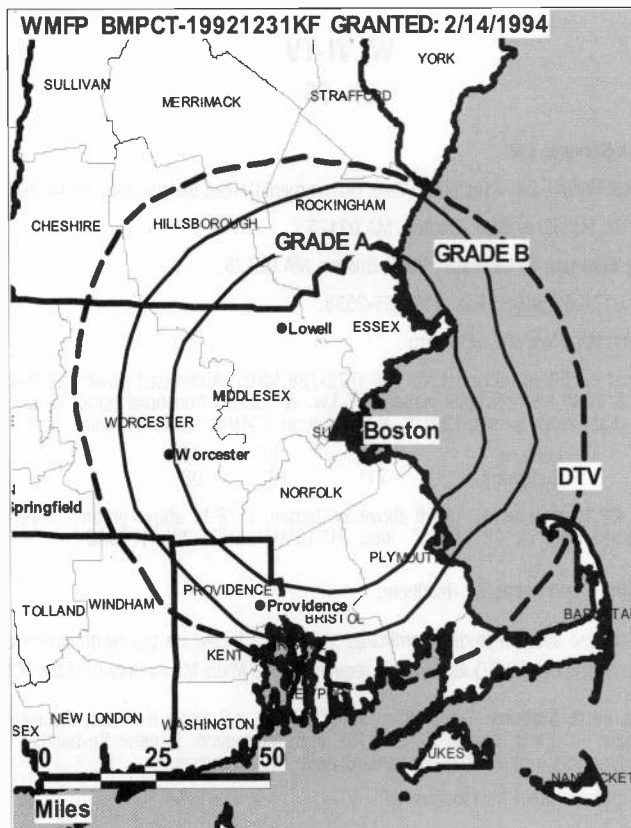 WMFP BMPCT-19921231KF GRANTED: 2/14/1994
YORK
SULLIVAN
MERRIMACK
STRAFFORD
ROCKINGHAM
CHESHIRE
HILLSBOROUGH
GRADE A
GRADE B
Lowell
ESSEX
MIDDLESEX
WORCESTER
Boston
Worcester
NORFOLK
DTV
Springfield
PLYMOUTH
PROVIDENCE
TOLLAND
WINDHAM
Providence
BRISTOL
KENT
NEW LONDON
WASHINGTON
0 25 50
Miles